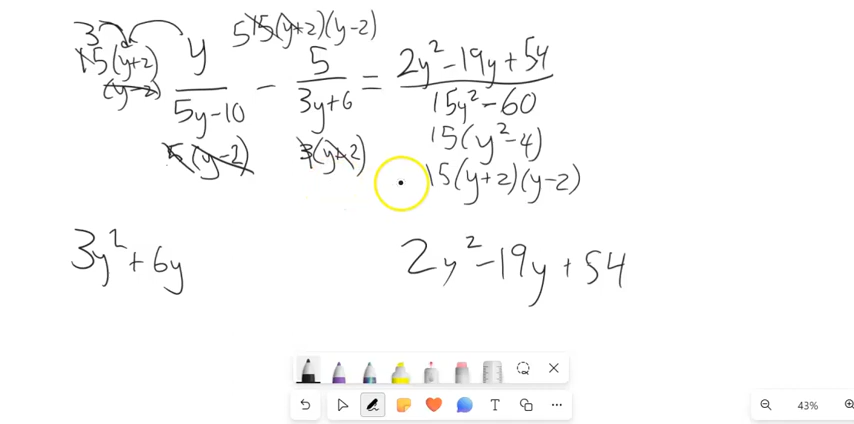 3 5 15(y+2)(y-2)
15(y+2)(y-2) y/(5y-10) - 5/(3y+6) = (2y² - 19y + 54)/(15y² - 60)
5(y-2) 3(y+2) 15(y² - 4)
15(y+2)(y-2)
3y² + 6y 2y² - 19y + 54
T
43%